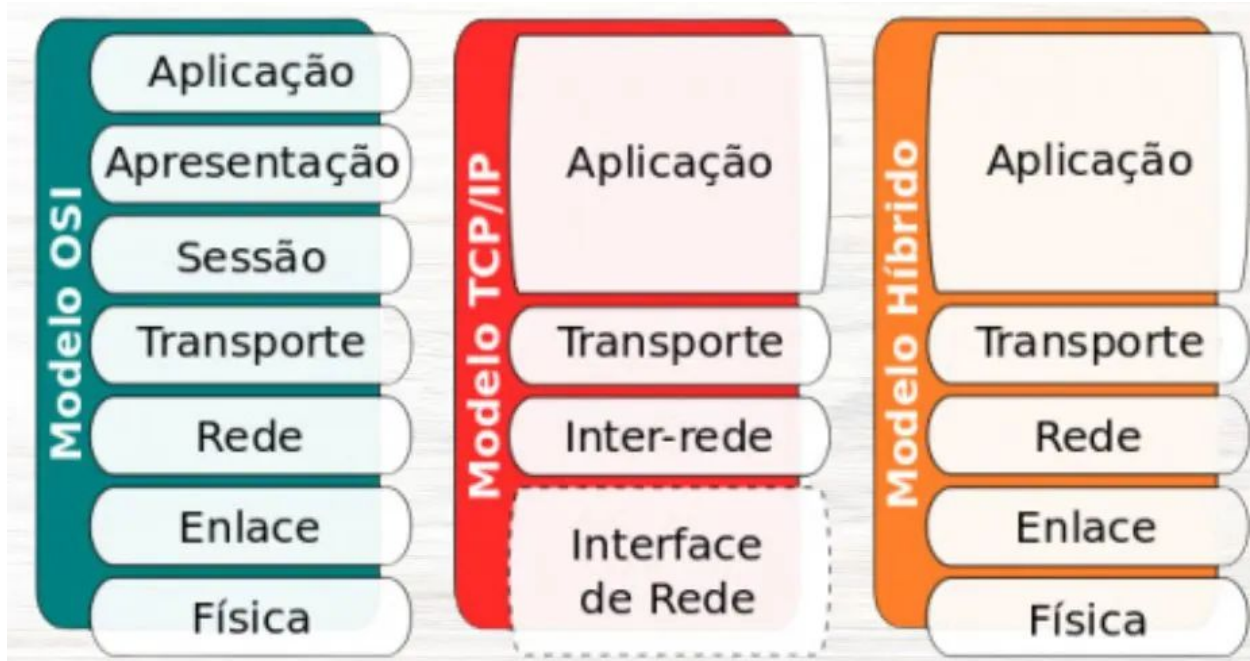 Modelo OSI
Aplicação
Apresentação
Sessão
Transporte
Rede
Enlace
Física
Modelo TCP/IP
Aplicação
Transporte
Inter-rede
Interface
de Rede
Modelo Híbrido
Aplicação
Transporte
Rede
Enlace
Física